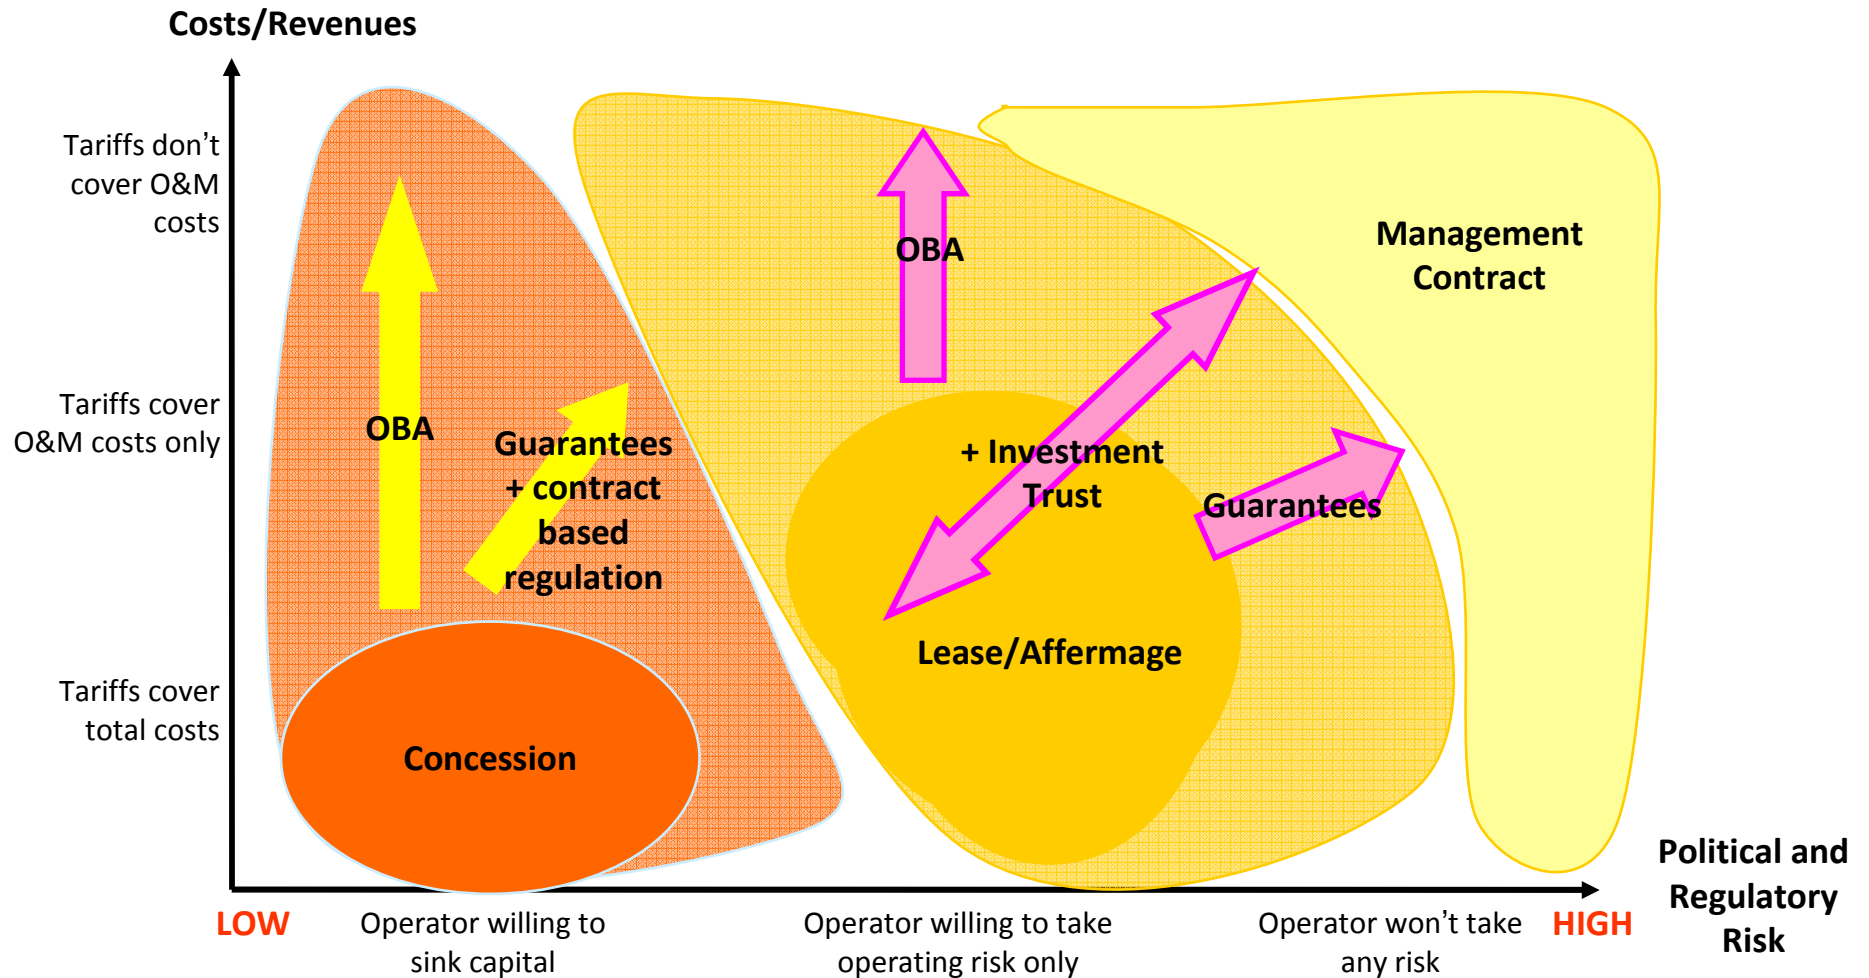 Costs/Revenues
Tariffs don’t
cover O&M
costs
Tariffs cover
O&M costs only
Tariffs cover
total costs
OBA
Guarantees
+ contract
based
regulation
Concession
OBA
+ Investment
Trust
Guarantees
Lease/Affermage
Management
Contract
LOW
Operator willing to
sink capital
Operator willing to take
operating risk only
Operator won’t take
any risk
HIGH
Political and
Regulatory
Risk